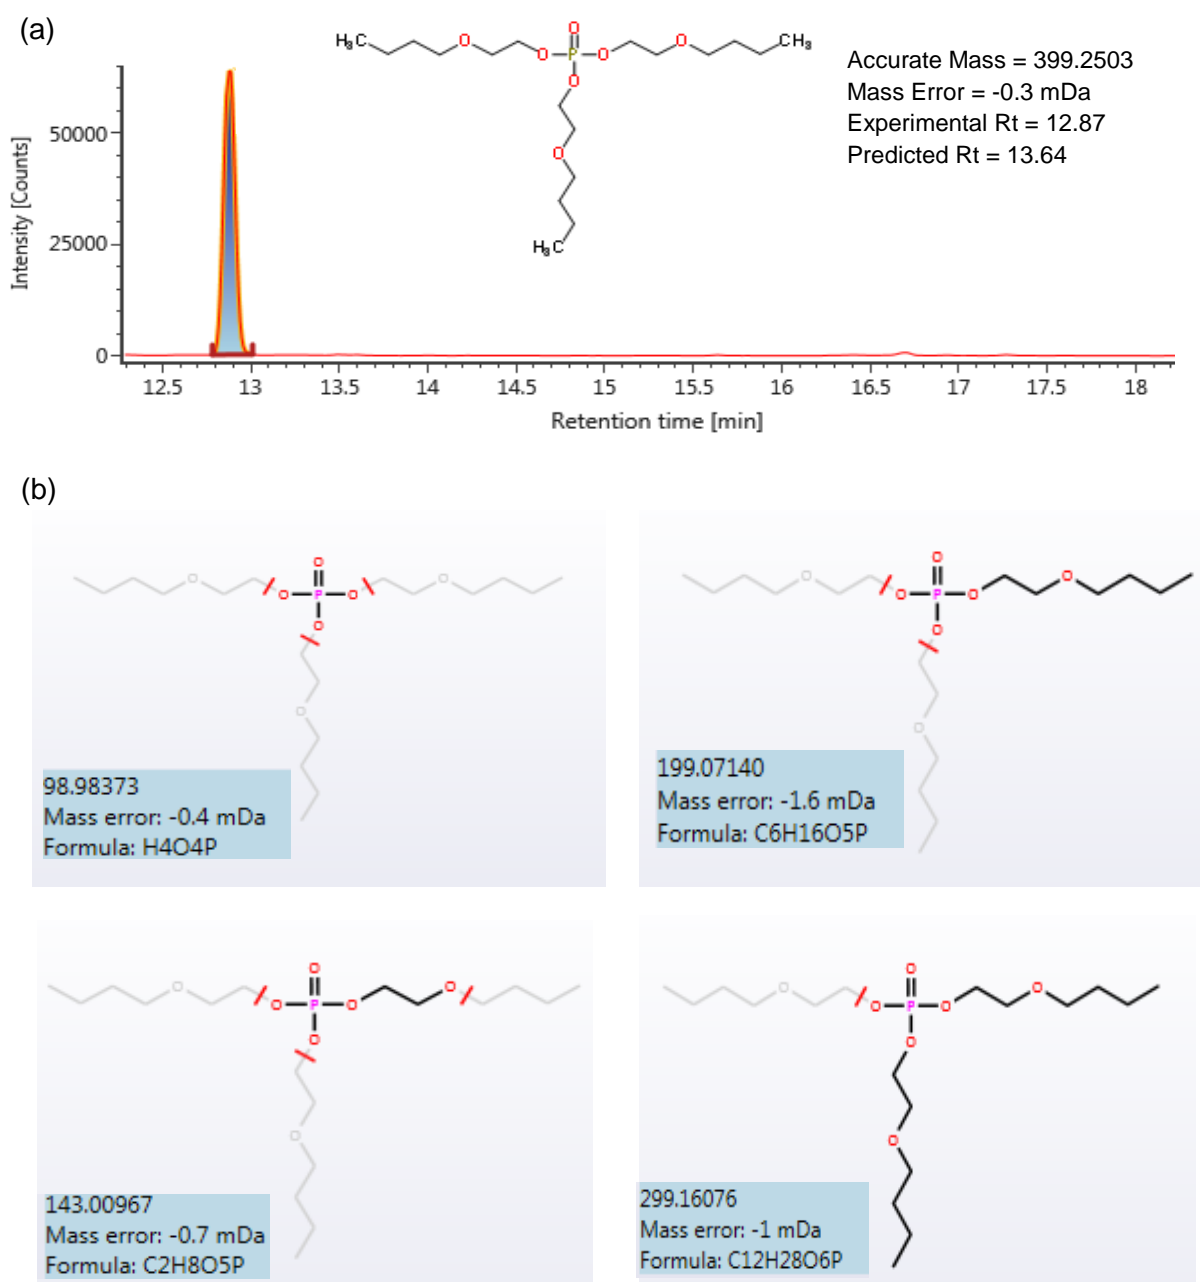 (a)
H3C
O
O
O
P
O
O
CH3
O
O
H3C
Accurate Mass = 399.2503
Mass Error = -0.3 mDa
Experimental Rt = 12.87
Predicted Rt = 13.64
Intensity [Counts]
50000
25000
0
12.5 13 13.5 14 14.5 15 15.5 16 16.5 17 17.5 18
Retention time [min]
(b)
O
O O
O P O
O
O
98.98373
Mass error: -0.4 mDa
Formula: H4O4P
O
O O
O P O
O
O
199.07140
Mass error: -1.6 mDa
Formula: C6H16O5P
O
O O
O P O
O
O
143.00967
Mass error: -0.7 mDa
Formula: C2H8O5P
O
O O
O P O
O
O
299.16076
Mass error: -1 mDa
Formula: C12H28O6P